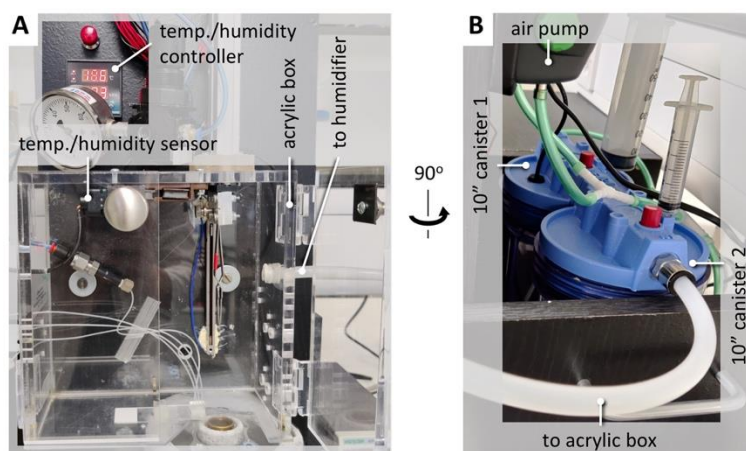 A
temp./humidity
controller
temp./humidity sensor
acrylic box
to humidifier
90°
B
air pump
10” canister 1
10” canister 2
to acrylic box